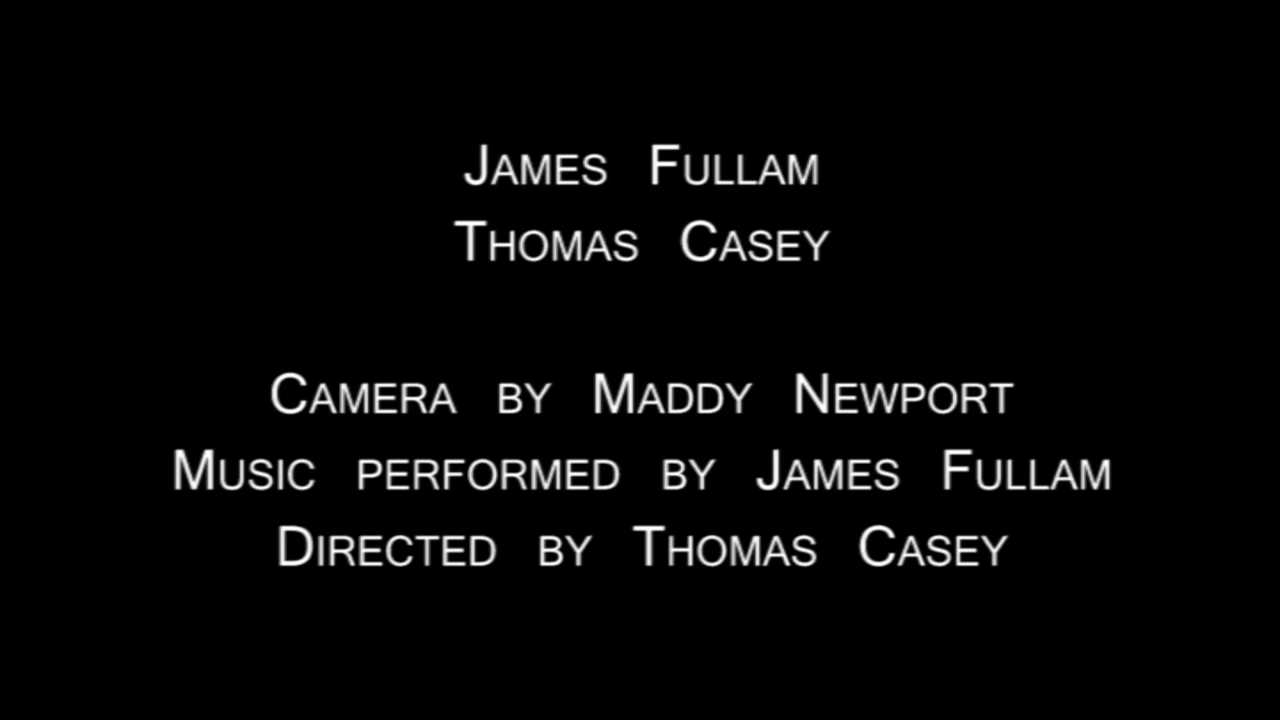 James Fullam
Thomas Casey
Camera by Maddy Newport
Music performed by James Fullam
Directed by Thomas Casey